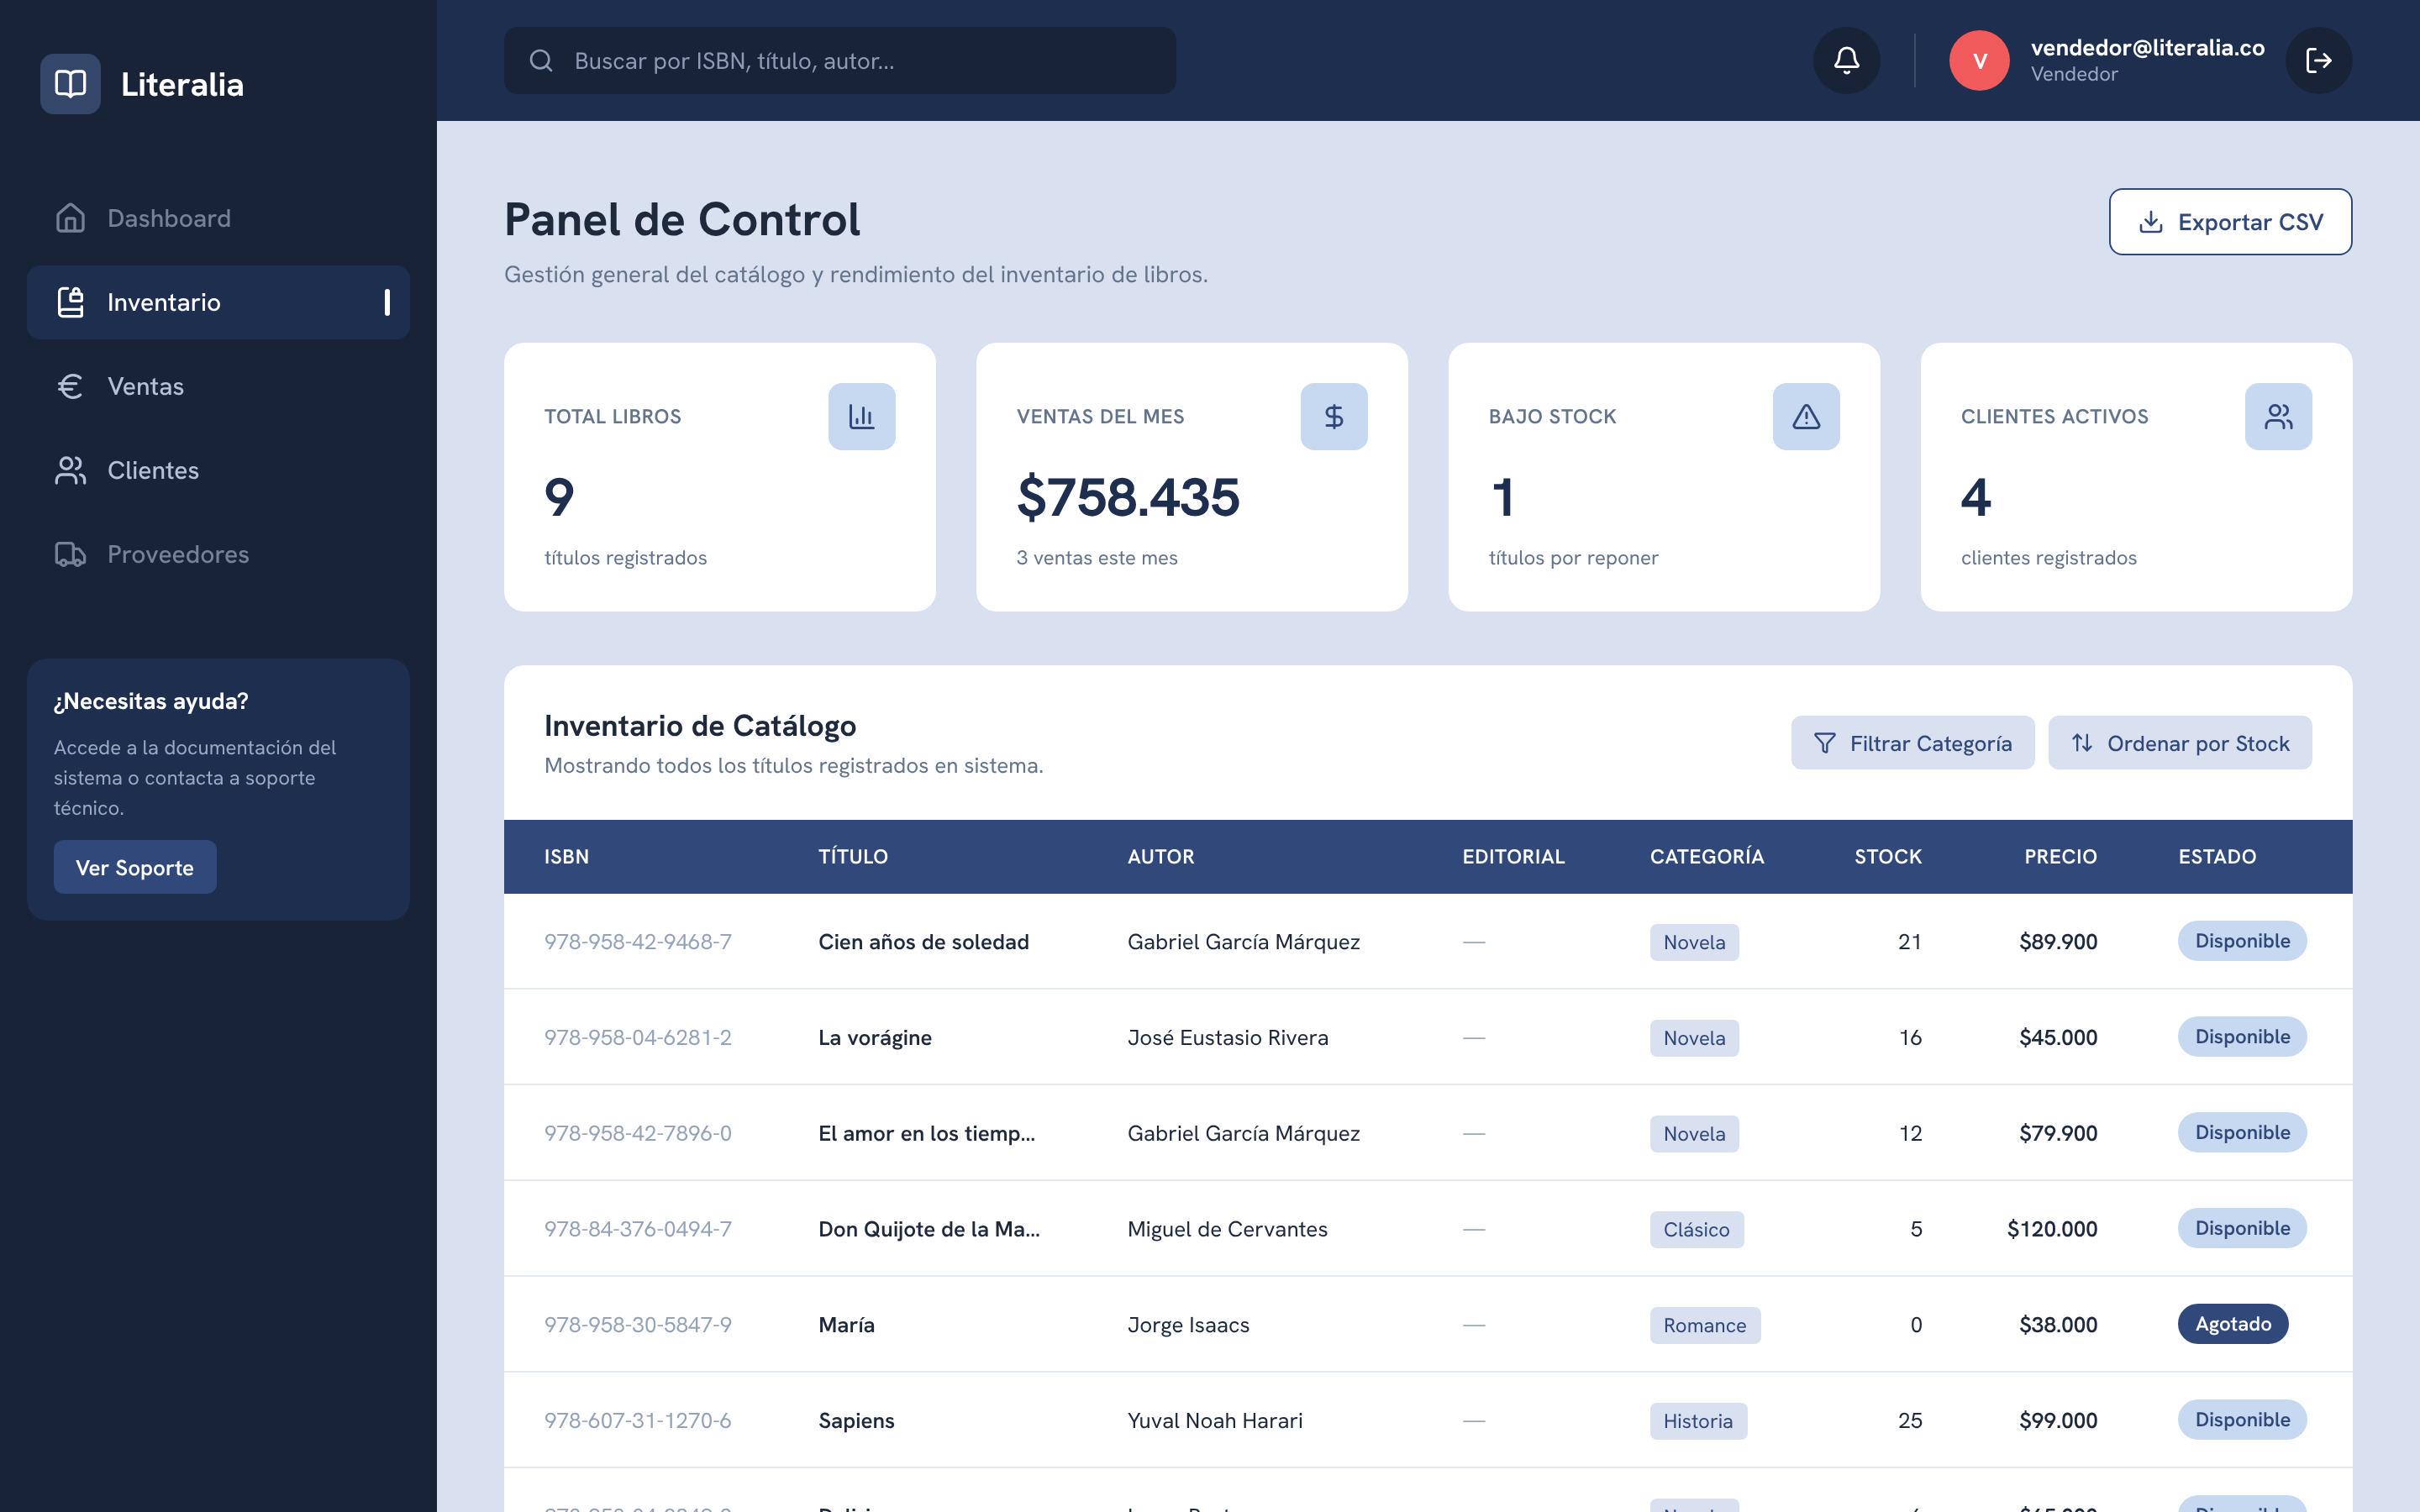 Literalia
Buscar por ISBN, título, autor...
V
vendedor@literalia.co
Vendedor
Dashboard
Inventario
Ventas
Clientes
Proveedores
¿Necesitas ayuda?
Accede a la documentación del
sistema o contacta a soporte
técnico.
Ver Soporte
Panel de Control
Gestión general del catálogo y rendimiento del inventario de libros.
Exportar CSV
TOTAL LIBROS
9
títulos registrados
VENTAS DEL MES
$758.435
3 ventas este mes
BAJO STOCK
1
títulos por reponer
CLIENTES ACTIVOS
4
clientes registrados
Inventario de Catálogo
Mostrando todos los títulos registrados en sistema.
Filtrar Categoría
Ordenar por Stock
ISBN TÍTULO AUTOR EDITORIAL CATEGORÍA STOCK PRECIO ESTADO
978-958-42-9468-7 Cien años de soledad Gabriel García Márquez — Novela 21 $89.900 Disponible
978-958-04-6281-2 La vorágine José Eustasio Rivera — Novela 16 $45.000 Disponible
978-958-42-7896-0 El amor en los tiemp... Gabriel García Márquez — Novela 12 $79.900 Disponible
978-84-376-0494-7 Don Quijote de la Ma... Miguel de Cervantes — Clásico 5 $120.000 Disponible
978-958-30-5847-9 María Jorge Isaacs — Romance 0 $38.000 Agotado
978-607-31-1270-6 Sapiens Yuval Noah Harari — Historia 25 $99.000 Disponible